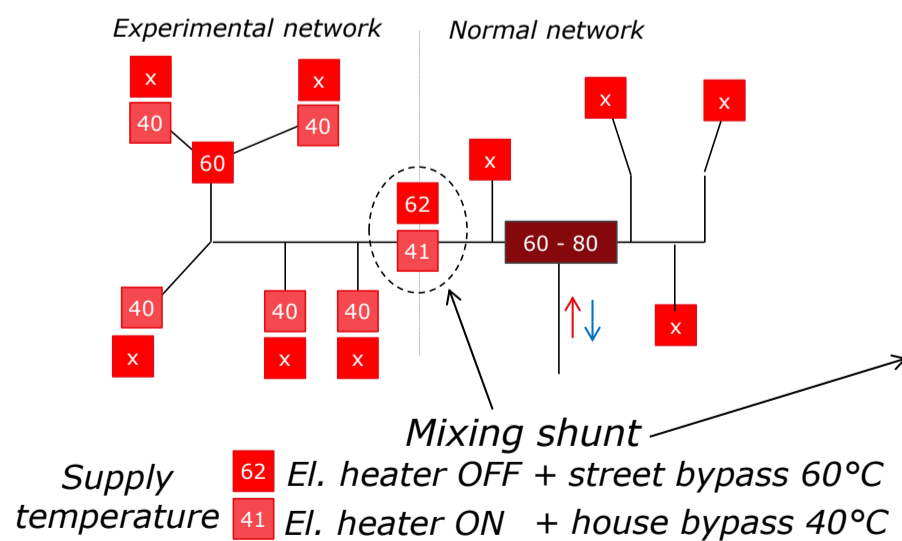 Experimental network Normal network
x x x x
40 40 x
60
62
41 60 - 80
40 40 40
x x x x
Mixing shunt
Supply temperature
62 El. heater OFF + street bypass 60°C
41 El. heater ON + house bypass 40°C